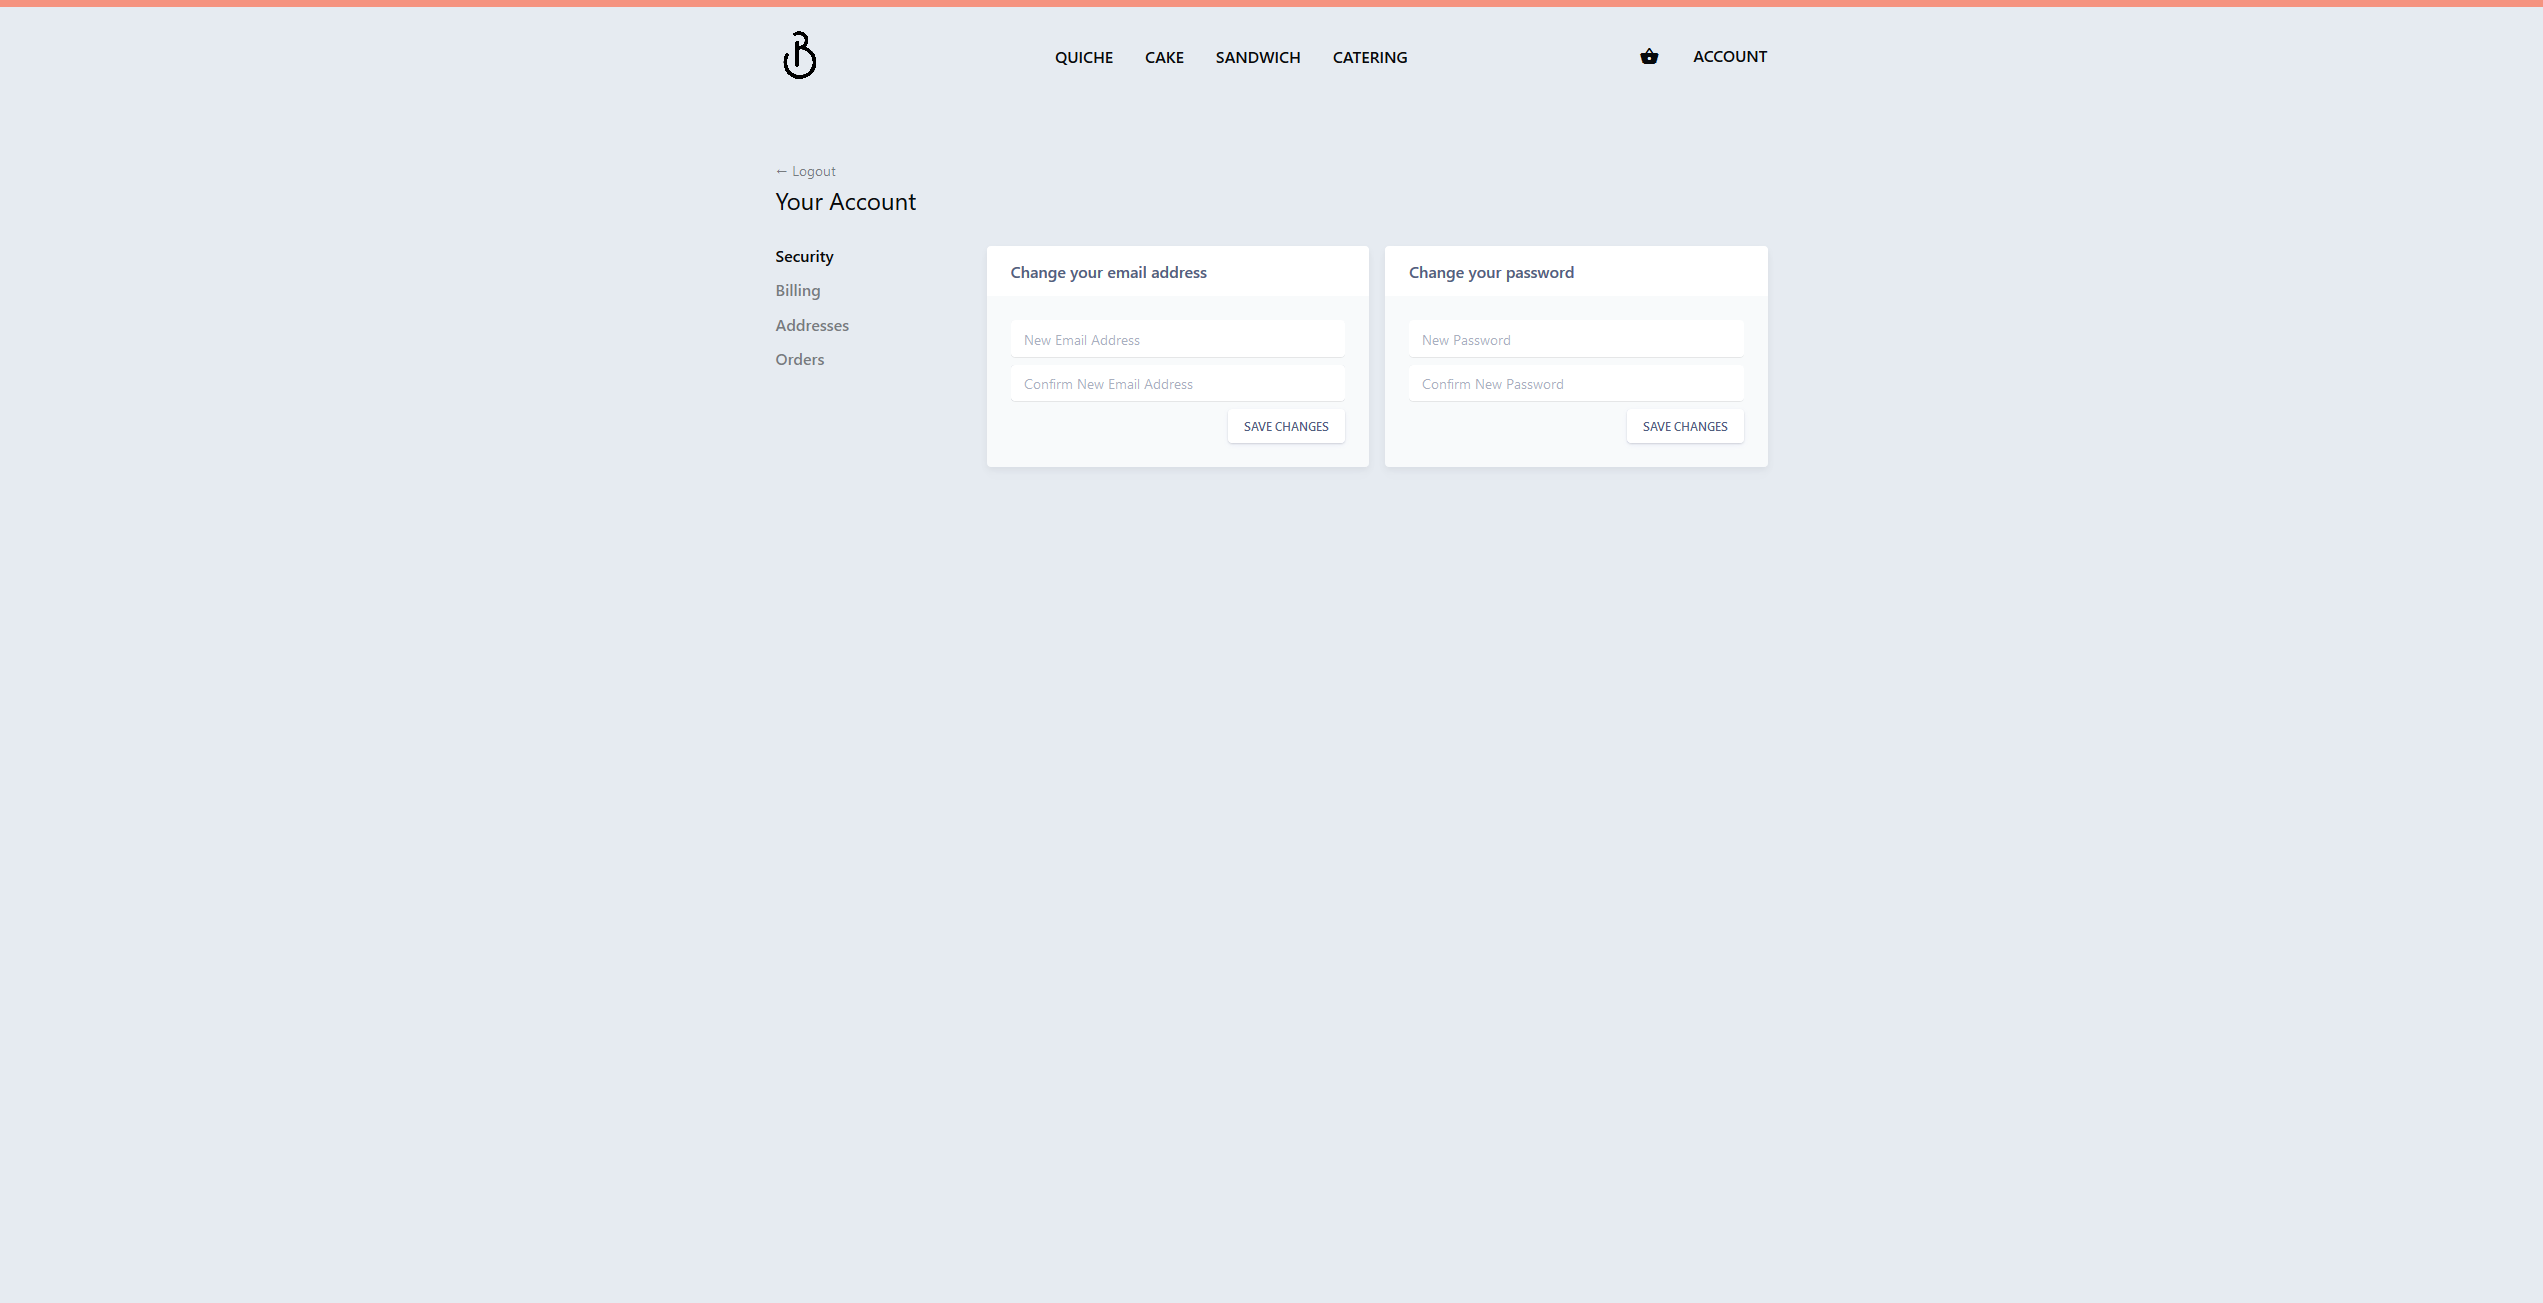 QUICHE CAKE SANDWICH CATERING ACCOUNT
← Logout
Your Account
Security
Billing
Addresses
Orders
Change your email address
New Email Address
Confirm New Email Address
SAVE CHANGES
Change your password
New Password
Confirm New Password
SAVE CHANGES